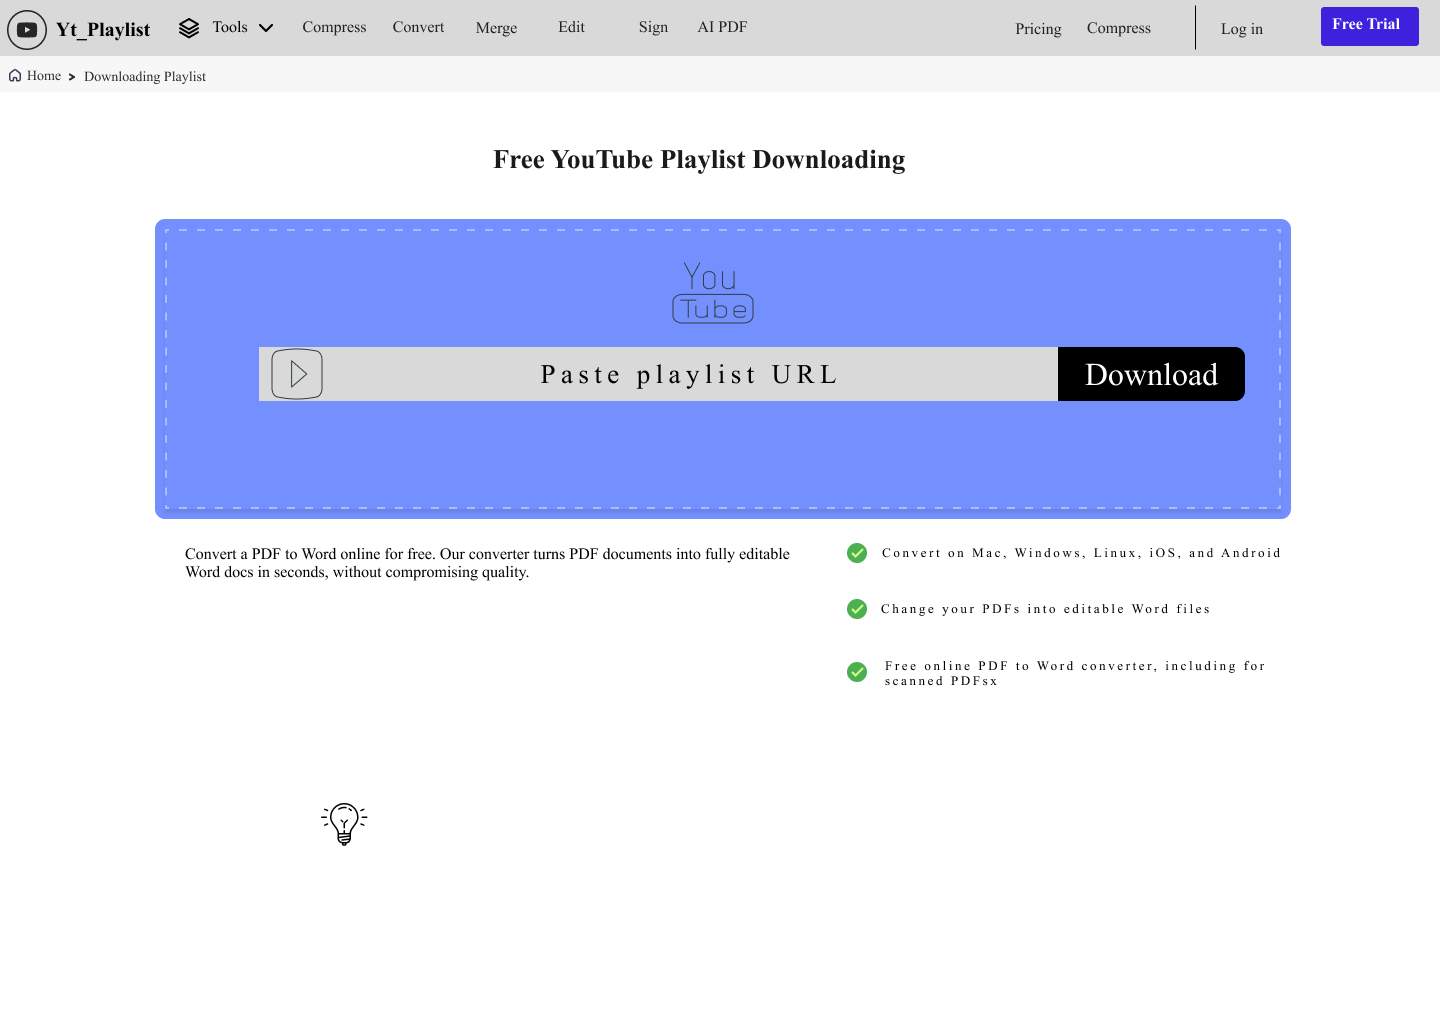 Yt_Playlist Tools Compress Convert Merge Edit Sign AI PDF Pricing Compress Log in Free Trial
Home > Downloading Playlist
Free YouTube Playlist Downloading
You
Tube
Paste playlist URL Download
Convert a PDF to Word online for free. Our converter turns PDF documents into fully editable
Word docs in seconds, without compromising quality.
Convert on Mac, Windows, Linux, iOS, and Android
Change your PDFs into editable Word files
Free online PDF to Word converter, including for
scanned PDFsx